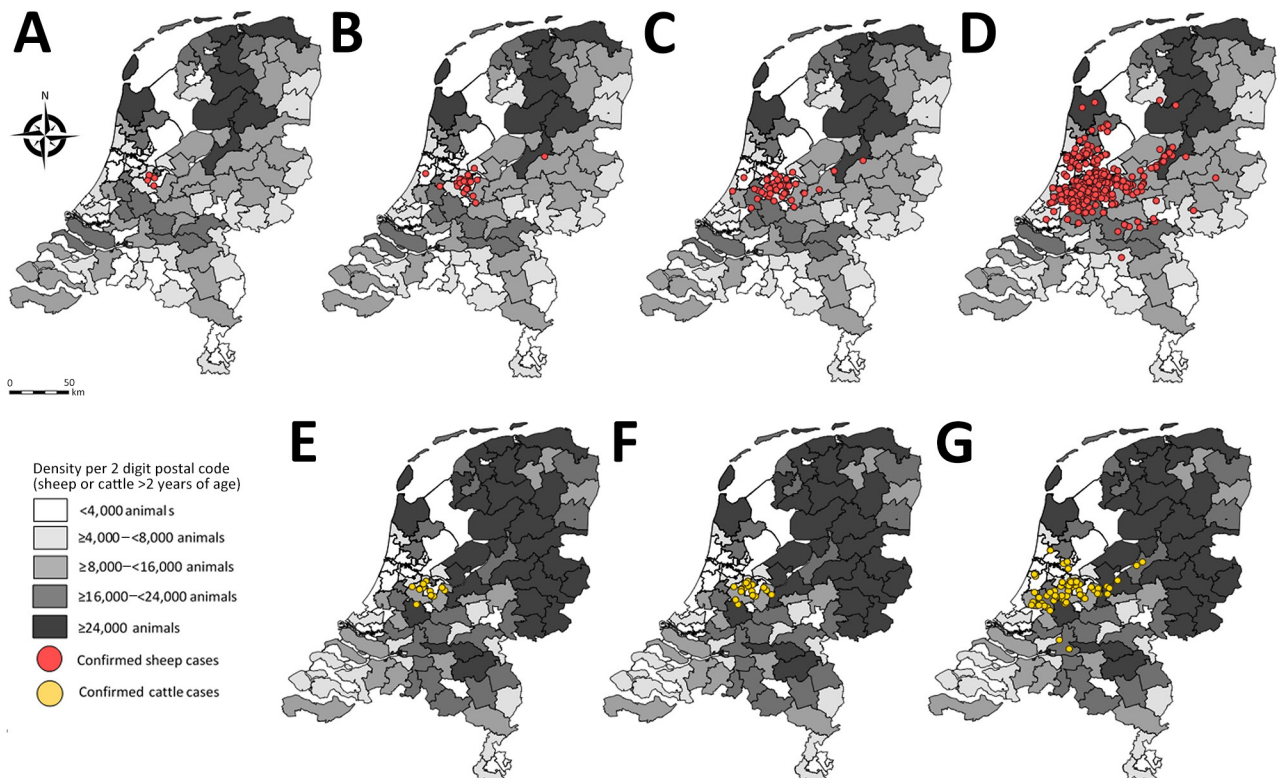 A
B
C
D
N
0 50
km
E
F
G
Density per 2 digit postal code
(sheep or cattle >2 years of age)
<4,000 animals
≥4,000−<8,000 animals
≥8,000−<16,000 animals
≥16,000−<24,000 animals
≥24,000 animals
Confirmed sheep cases
Confirmed cattle cases